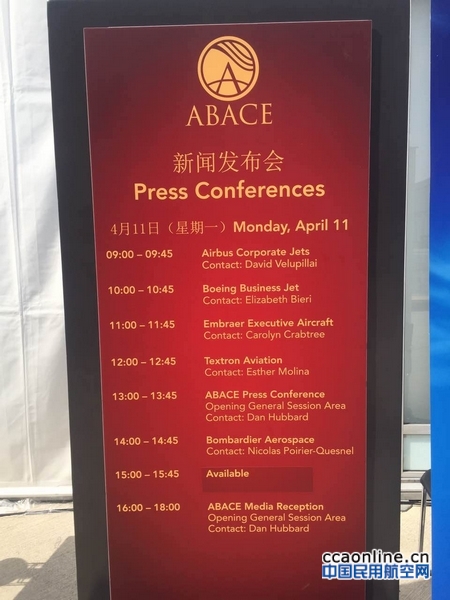 ABACE
新闻发布会
Press Conferences
4月11日（星期一）Monday, April 11
09:00 – 09:45 Airbus Corporate Jets
Contact: David Velupillai
10:00 – 10:45 Boeing Business Jet
Contact: Elizabeth Bieri
11:00 – 11:45 Embraer Executive Aircraft
Contact: Carolyn Crabtree
12:00 – 12:45 Textron Aviation
Contact: Esther Molina
13:00 – 13:45 ABACE Press Conference
Opening General Session Area
Contact: Dan Hubbard
14:00 – 14:45 Bombardier Aerospace
Contact: Nicolas Poirier-Quesnel
15:00 – 15:45 Available
16:00 – 18:00 ABACE Media Reception
Opening General Session Area
Contact: Dan Hubbard
ccaonline.cn
中国民用航空网